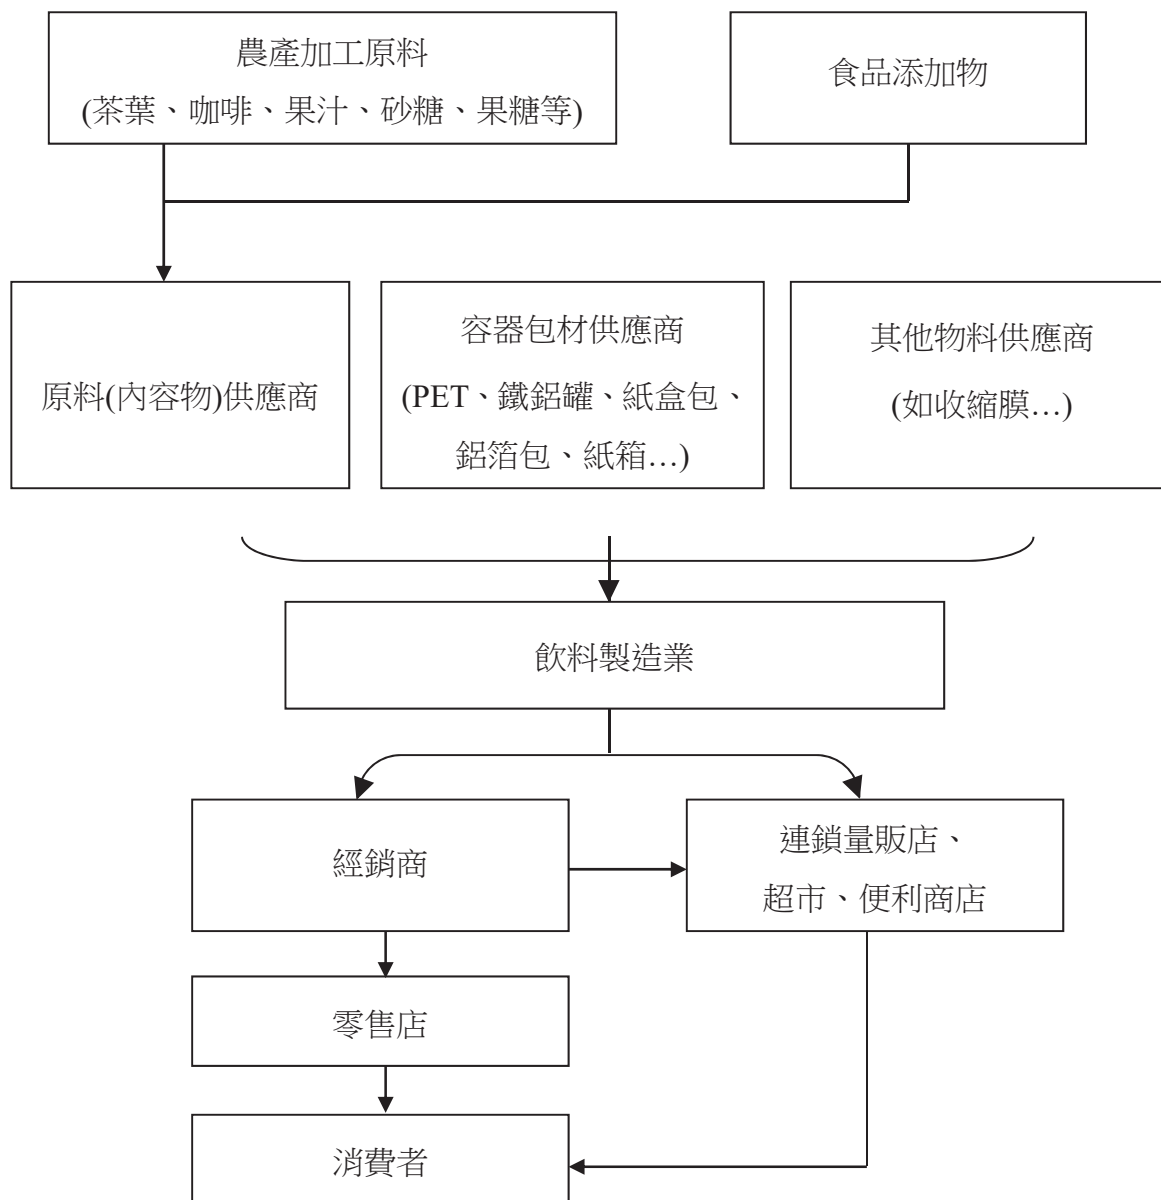 農產加工原料
(茶葉、咖啡、果汁、砂糖、果糖等)
食品添加物
原料(內容物)供應商
容器包材供應商
(PET、鐵鋁罐、紙盒包、
鋁箔包、紙箱…)
其他物料供應商
(如收縮膜…)
飲料製造業
經銷商
連鎖量販店、
超市、便利商店
零售店
消費者